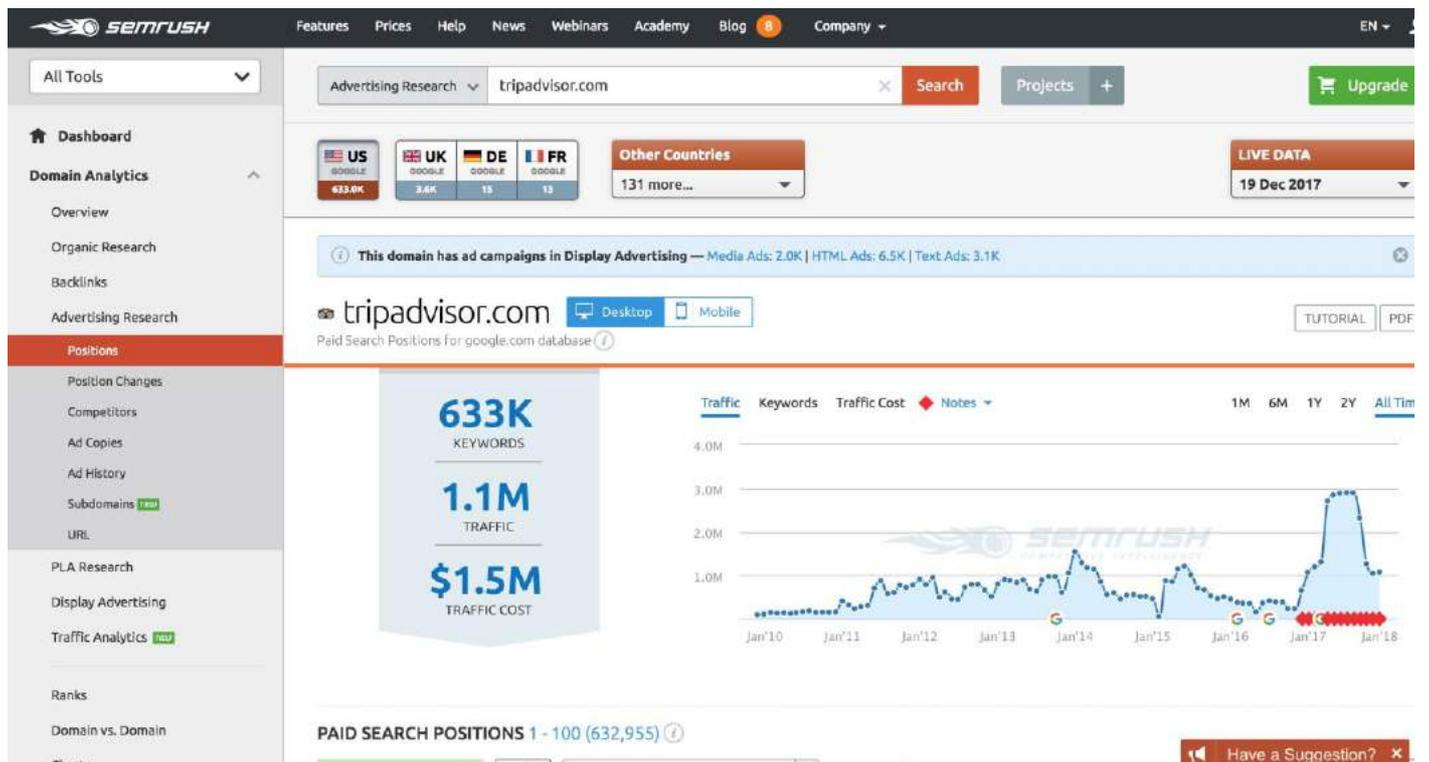 semrush Features Prices Help News Webinars Academy Blog 8 Company EN
All Tools
Advertising Research tripadvisor.com × Search Projects + Upgrade
Dashboard
Domain Analytics
Overview
Organic Research
Backlinks
Advertising Research
Positions
Position Changes
Competitors
Ad Copies
Ad History
Subdomains new
URL
PLA Research
Display Advertising
Traffic Analytics new
Ranks
Domain vs. Domain
US UK DE FR
GOOGLE GOOGLE GOOGLE GOOGLE
633.0K 3.6K 15 13
Other Countries
131 more...
LIVE DATA
19 Dec 2017
This domain has ad campaigns in Display Advertising — Media Ads: 2.0K | HTML Ads: 6.5K | Text Ads: 3.1K
tripadvisor.com Desktop Mobile
TUTORIAL PDF
Paid Search Positions for google.com database
633K
KEYWORDS
1.1M
TRAFFIC
$1.5M
TRAFFIC COST
Traffic Keywords Traffic Cost Notes
1M 6M 1Y 2Y All Tim
4.0M
3.0M
2.0M
1.0M
semrush
COMPETITIVE INTELLIGENCE
Jan'10 Jan'11 Jan'12 Jan'13 Jan'14 Jan'15 Jan'16 Jan'17 Jan'18
PAID SEARCH POSITIONS 1 - 100 (632,955)
Have a Suggestion? ×